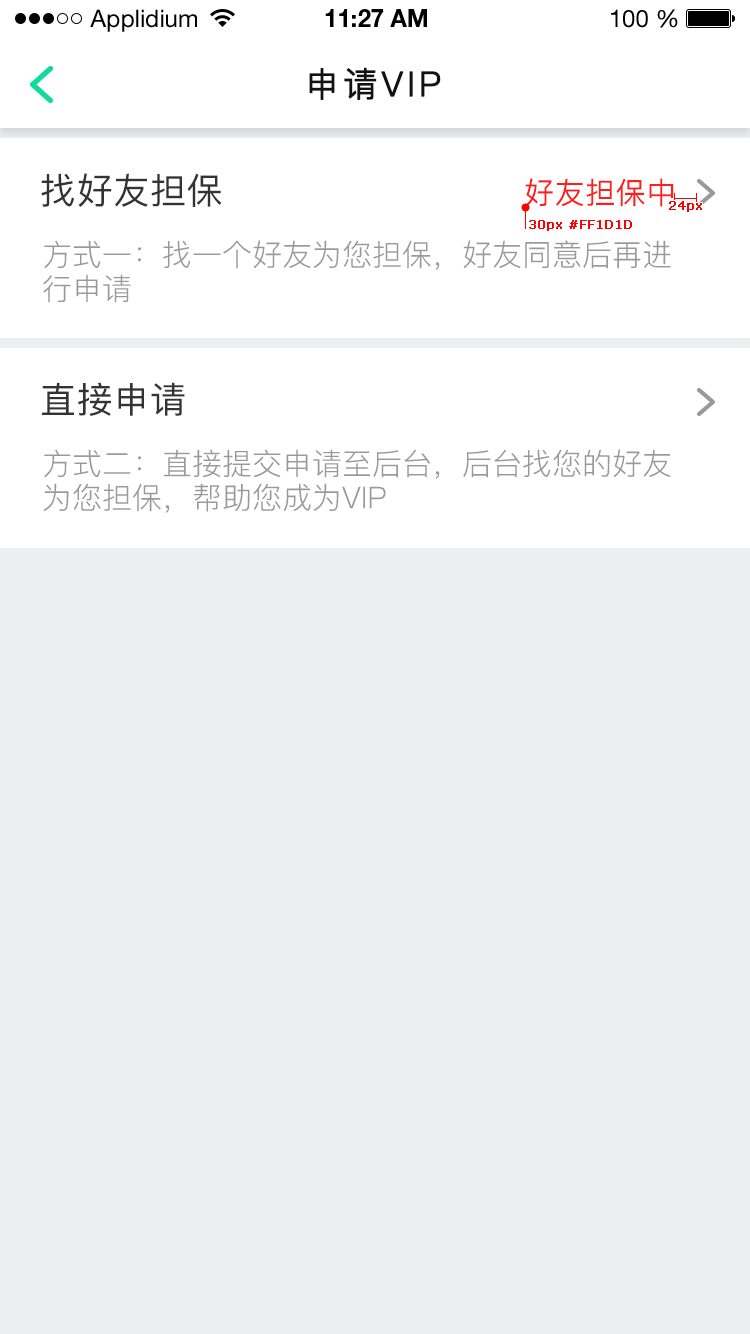 Applidium 11:27 AM 100 %
申请VIP
找好友担保 好友担保中
24px
30px #FF1D1D
方式一：找一个好友为您担保，好友同意后再进
行申请
直接申请
方式二：直接提交申请至后台，后台找您的好友
为您担保，帮助您成为VIP